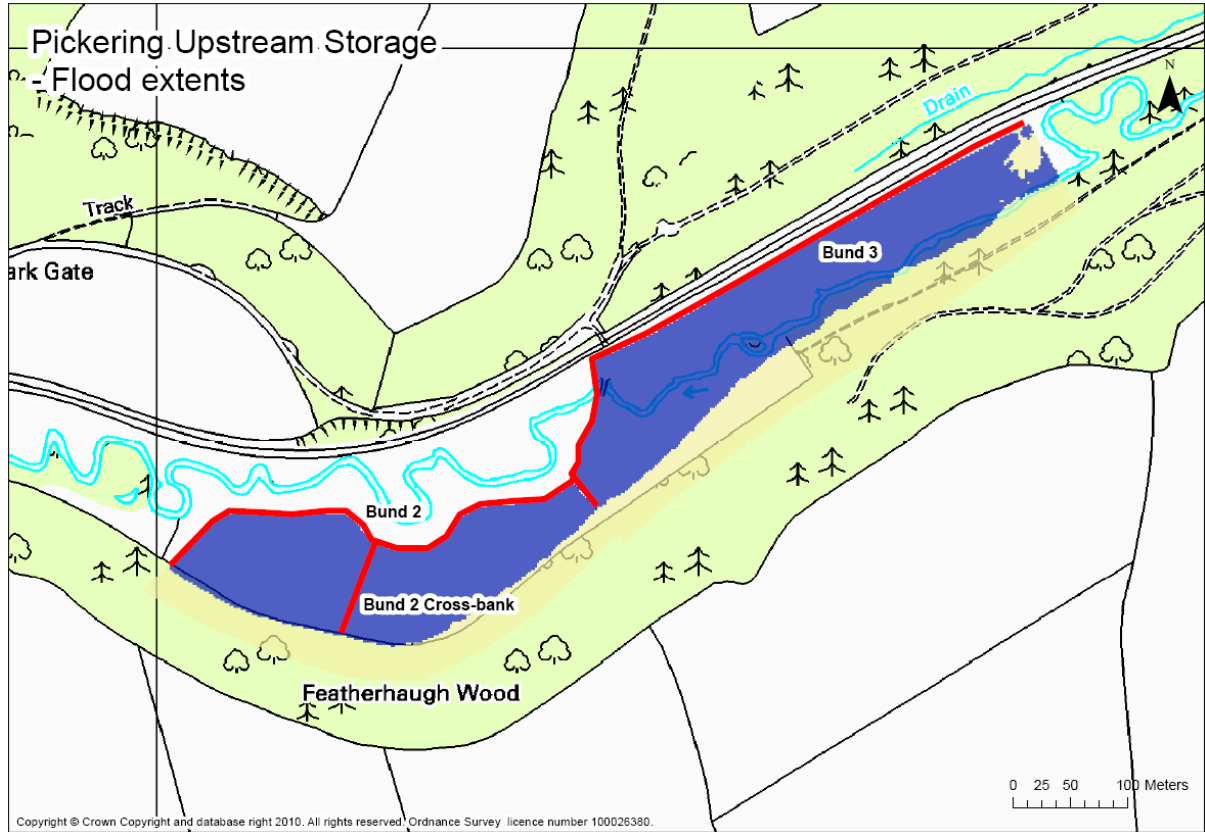 Pickering Upstream Storage
- Flood extents
N
Drain
Track
ark Gate
Bund 3
Bund 2
Bund 2 Cross-bank
Featherhaugh Wood
0 25 50 100 Meters
Copyright © Crown Copyright and database right 2010. All rights reserved. Ordnance Survey licence number 100026380.